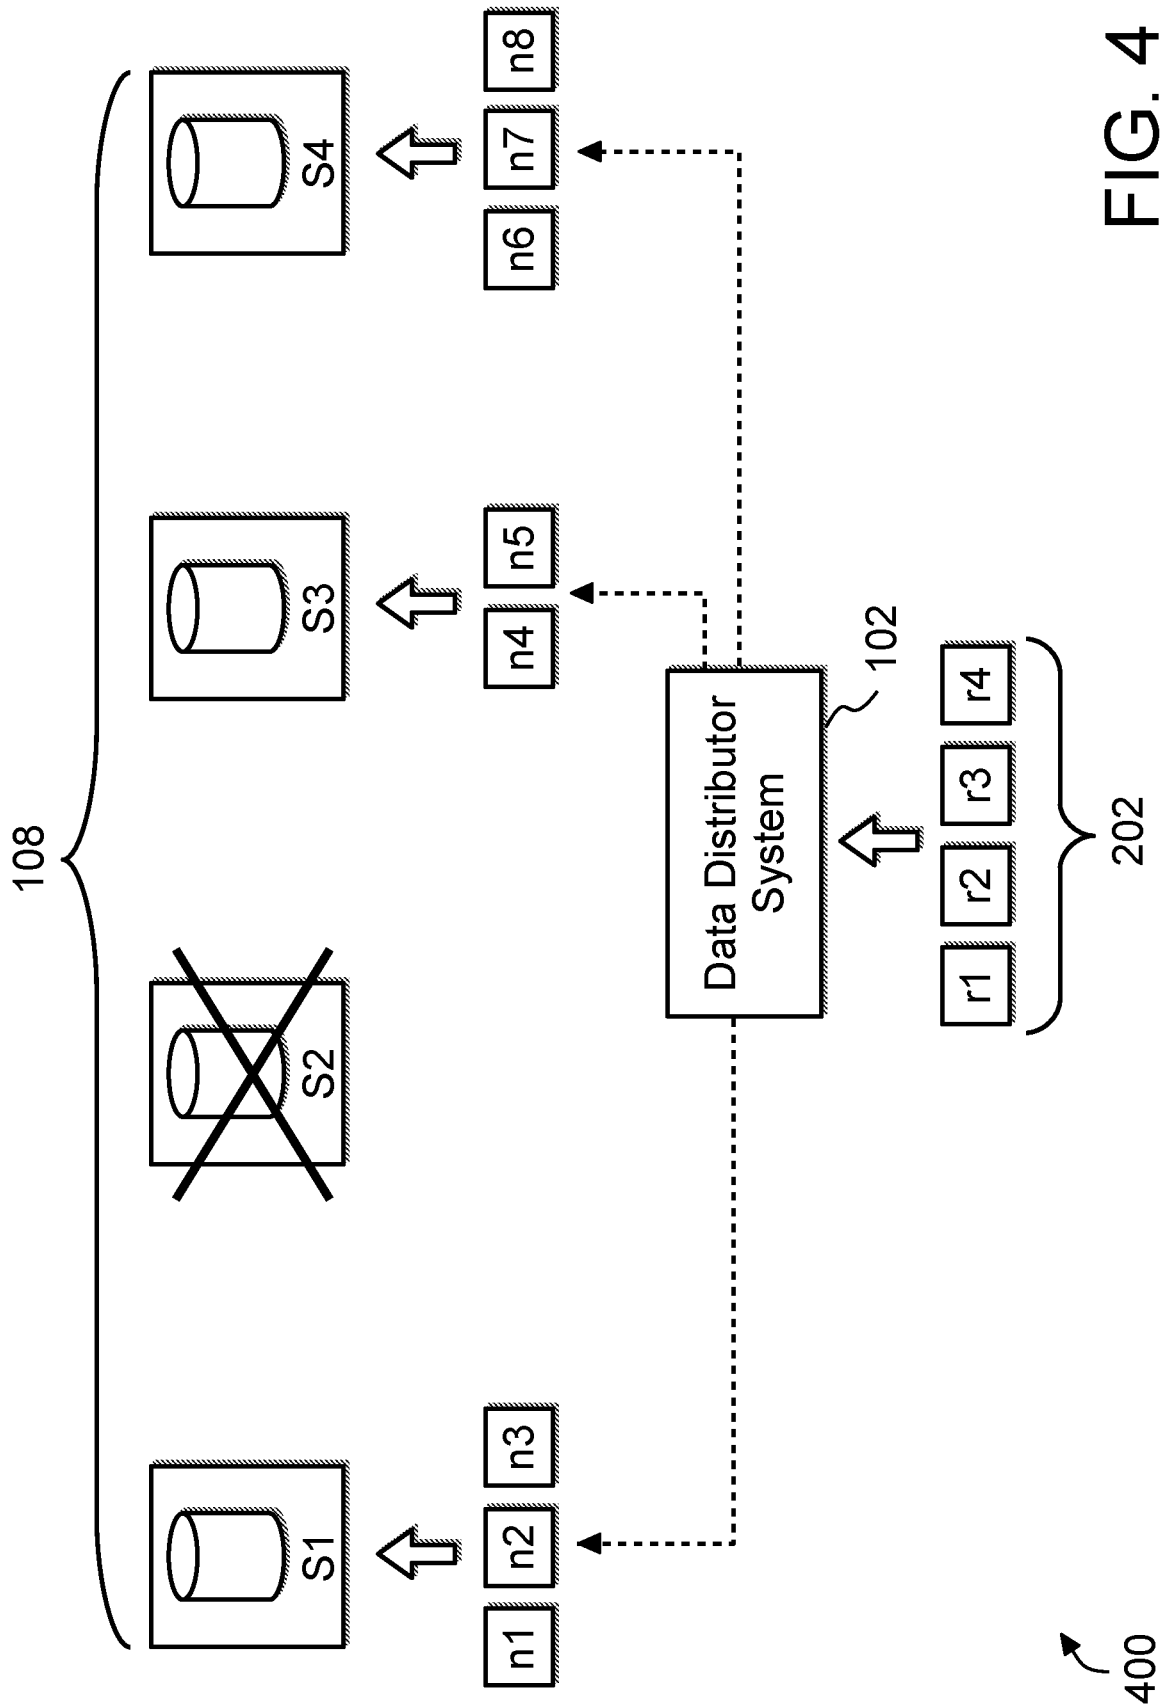 108
S1
S2
S3
S4
n1
n2
n3
n4
n5
n6
n7
n8
Data Distributor
System
102
r1
r2
r3
r4
202
400
FIG. 4